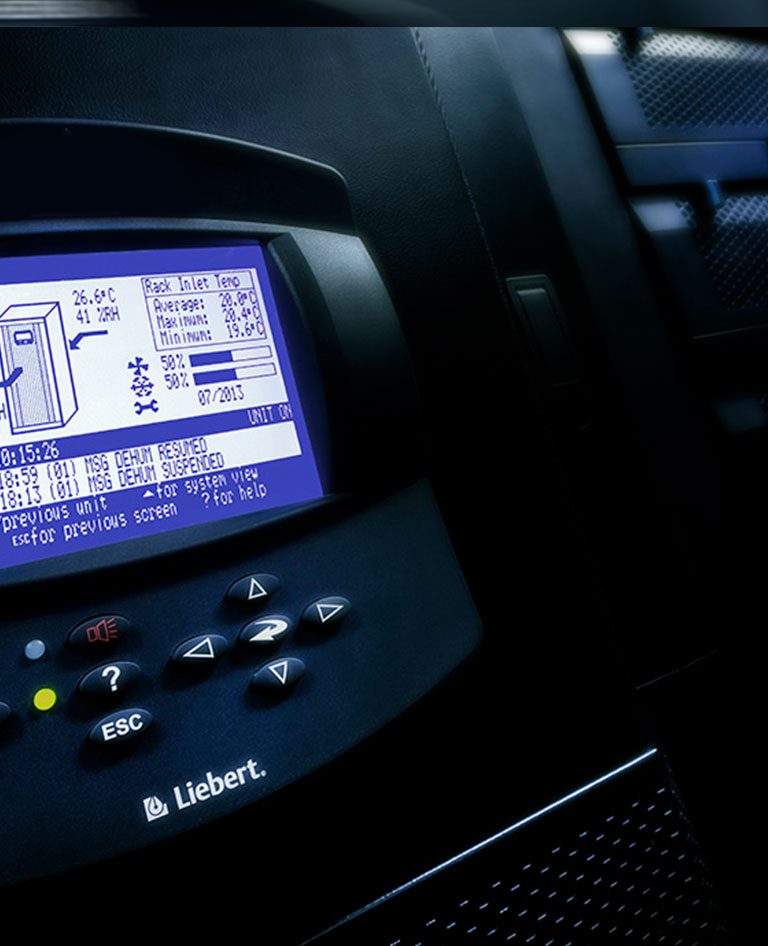 26.6°C
41 %RH
Rack Inlet Temp
Average: 20.0°C
Maximum: 20.4°C
Minimum: 19.6°C
50%
50%
07/2013
UNIT ON
0:15:26
18:59 (01) MSG DEHUM RESUMED
18:13 (01) MSG DEHUM SUSPENDED
previous unit ▲for system view
ESCfor previous screen ?for help
?
ESC
Liebert.